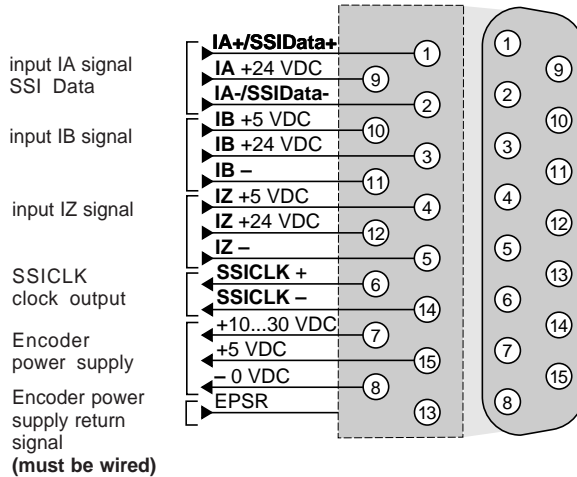 input IA signal
SSI Data
IA+/SSIData+
1
IA +24 VDC
9
IA-/SSIData-
2
input IB signal
IB +5 VDC
10
IB +24 VDC
3
IB –
11
input IZ signal
IZ +5 VDC
4
IZ +24 VDC
12
IZ –
5
SSICLK
clock output
SSICLK +
6
SSICLK –
14
Encoder
power supply
+10...30 VDC
7
+5 VDC
15
– 0 VDC
8
Encoder power
supply return
signal
(must be wired)
EPSR
13
1
9
2
10
3
11
4
12
5
13
6
14
7
15
8